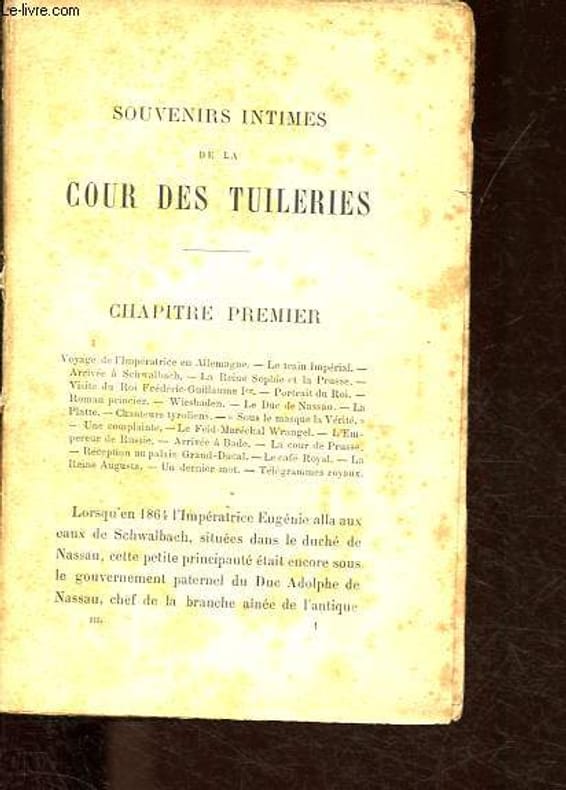 Le-livre.com
SOUVENIRS INTIMES
DE LA
COUR DES TUILERIES
CHAPITRE PREMIER
Voyage de l'Impératrice en Allemagne. — Le train Impérial. —
Arrivée à Schwalbach. — La Reine Sophie et la Prusse. —
Visite du Roi Frédéric-Guillaume Ier. — Portrait du Roi. —
Roman princier. — Wiesbaden. — Le Duc de Nassau. — La
Platte. — Chanteurs tyroliens. — « Sous le masque la Vérité. »
— Une complainte. — Le Feld-Maréchal Wrangel. — L'Em-
pereur de Russie. — Arrivée à Bade. — La cour de Prusse.
— Réception au palais Grand-Ducal. — Le café Royal. — La
Reine Augusta. — Un dernier mot. — Télégrammes royaux.
Lorsqu'en 1864 l'Impératrice Eugénie alla aux
eaux de Schwalbach, situées dans le duché de
Nassau, cette petite principauté était encore sous
le gouvernement paternel du Duc Adolphe de
Nassau, chef de la branche aînée de l'antique
III. 1